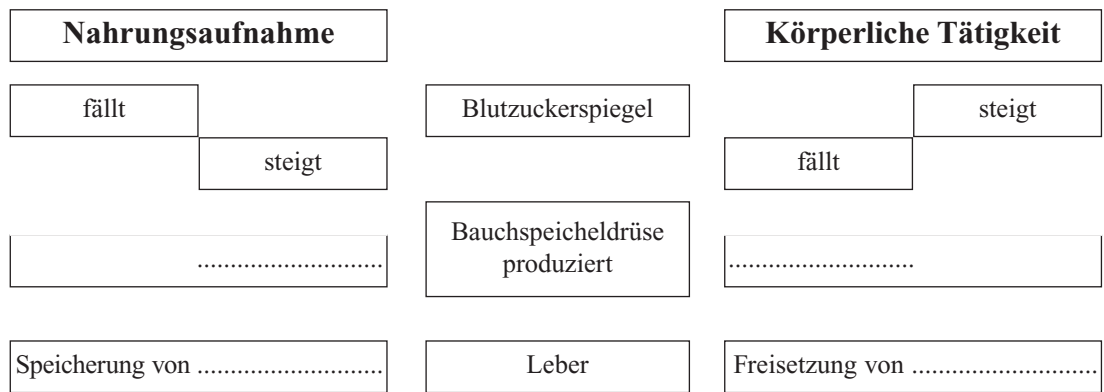 Nahrungsaufnahme
Körperliche Tätigkeit
fällt
Blutzuckerspiegel
steigt
steigt
fällt
Bauchspeicheldrüse
produziert
............................
............................
Speicherung von ............................
Leber
Freisetzung von ............................